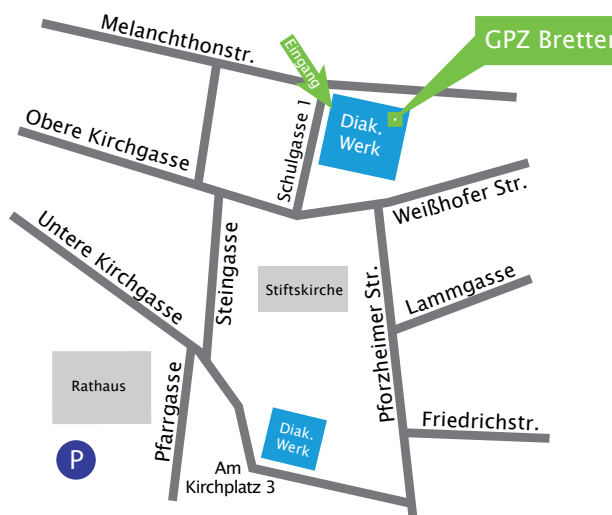 Melanchthonstr.
Eingang
GPZ Bretten
Obere Kirchgasse
Schulgasse 1
Diak.
Werk
Weißhofer Str.
Untere Kirchgasse
Steingasse
Stiftskirche
Pforzheimer Str.
Lammgasse
Rathaus
Pfarrgasse
Friedrichstr.
Diak.
Werk
P
Am
Kirchplatz 3